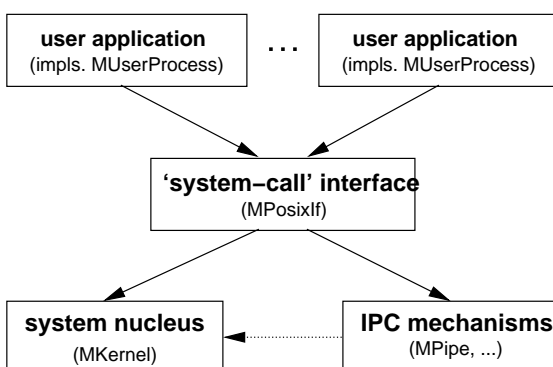 user application
(impls. MUserProcess)
...
user application
(impls. MUserProcess)
‘system−call’ interface
(MPosixIf)
system nucleus
(MKernel)
IPC mechanisms
(MPipe, ...)